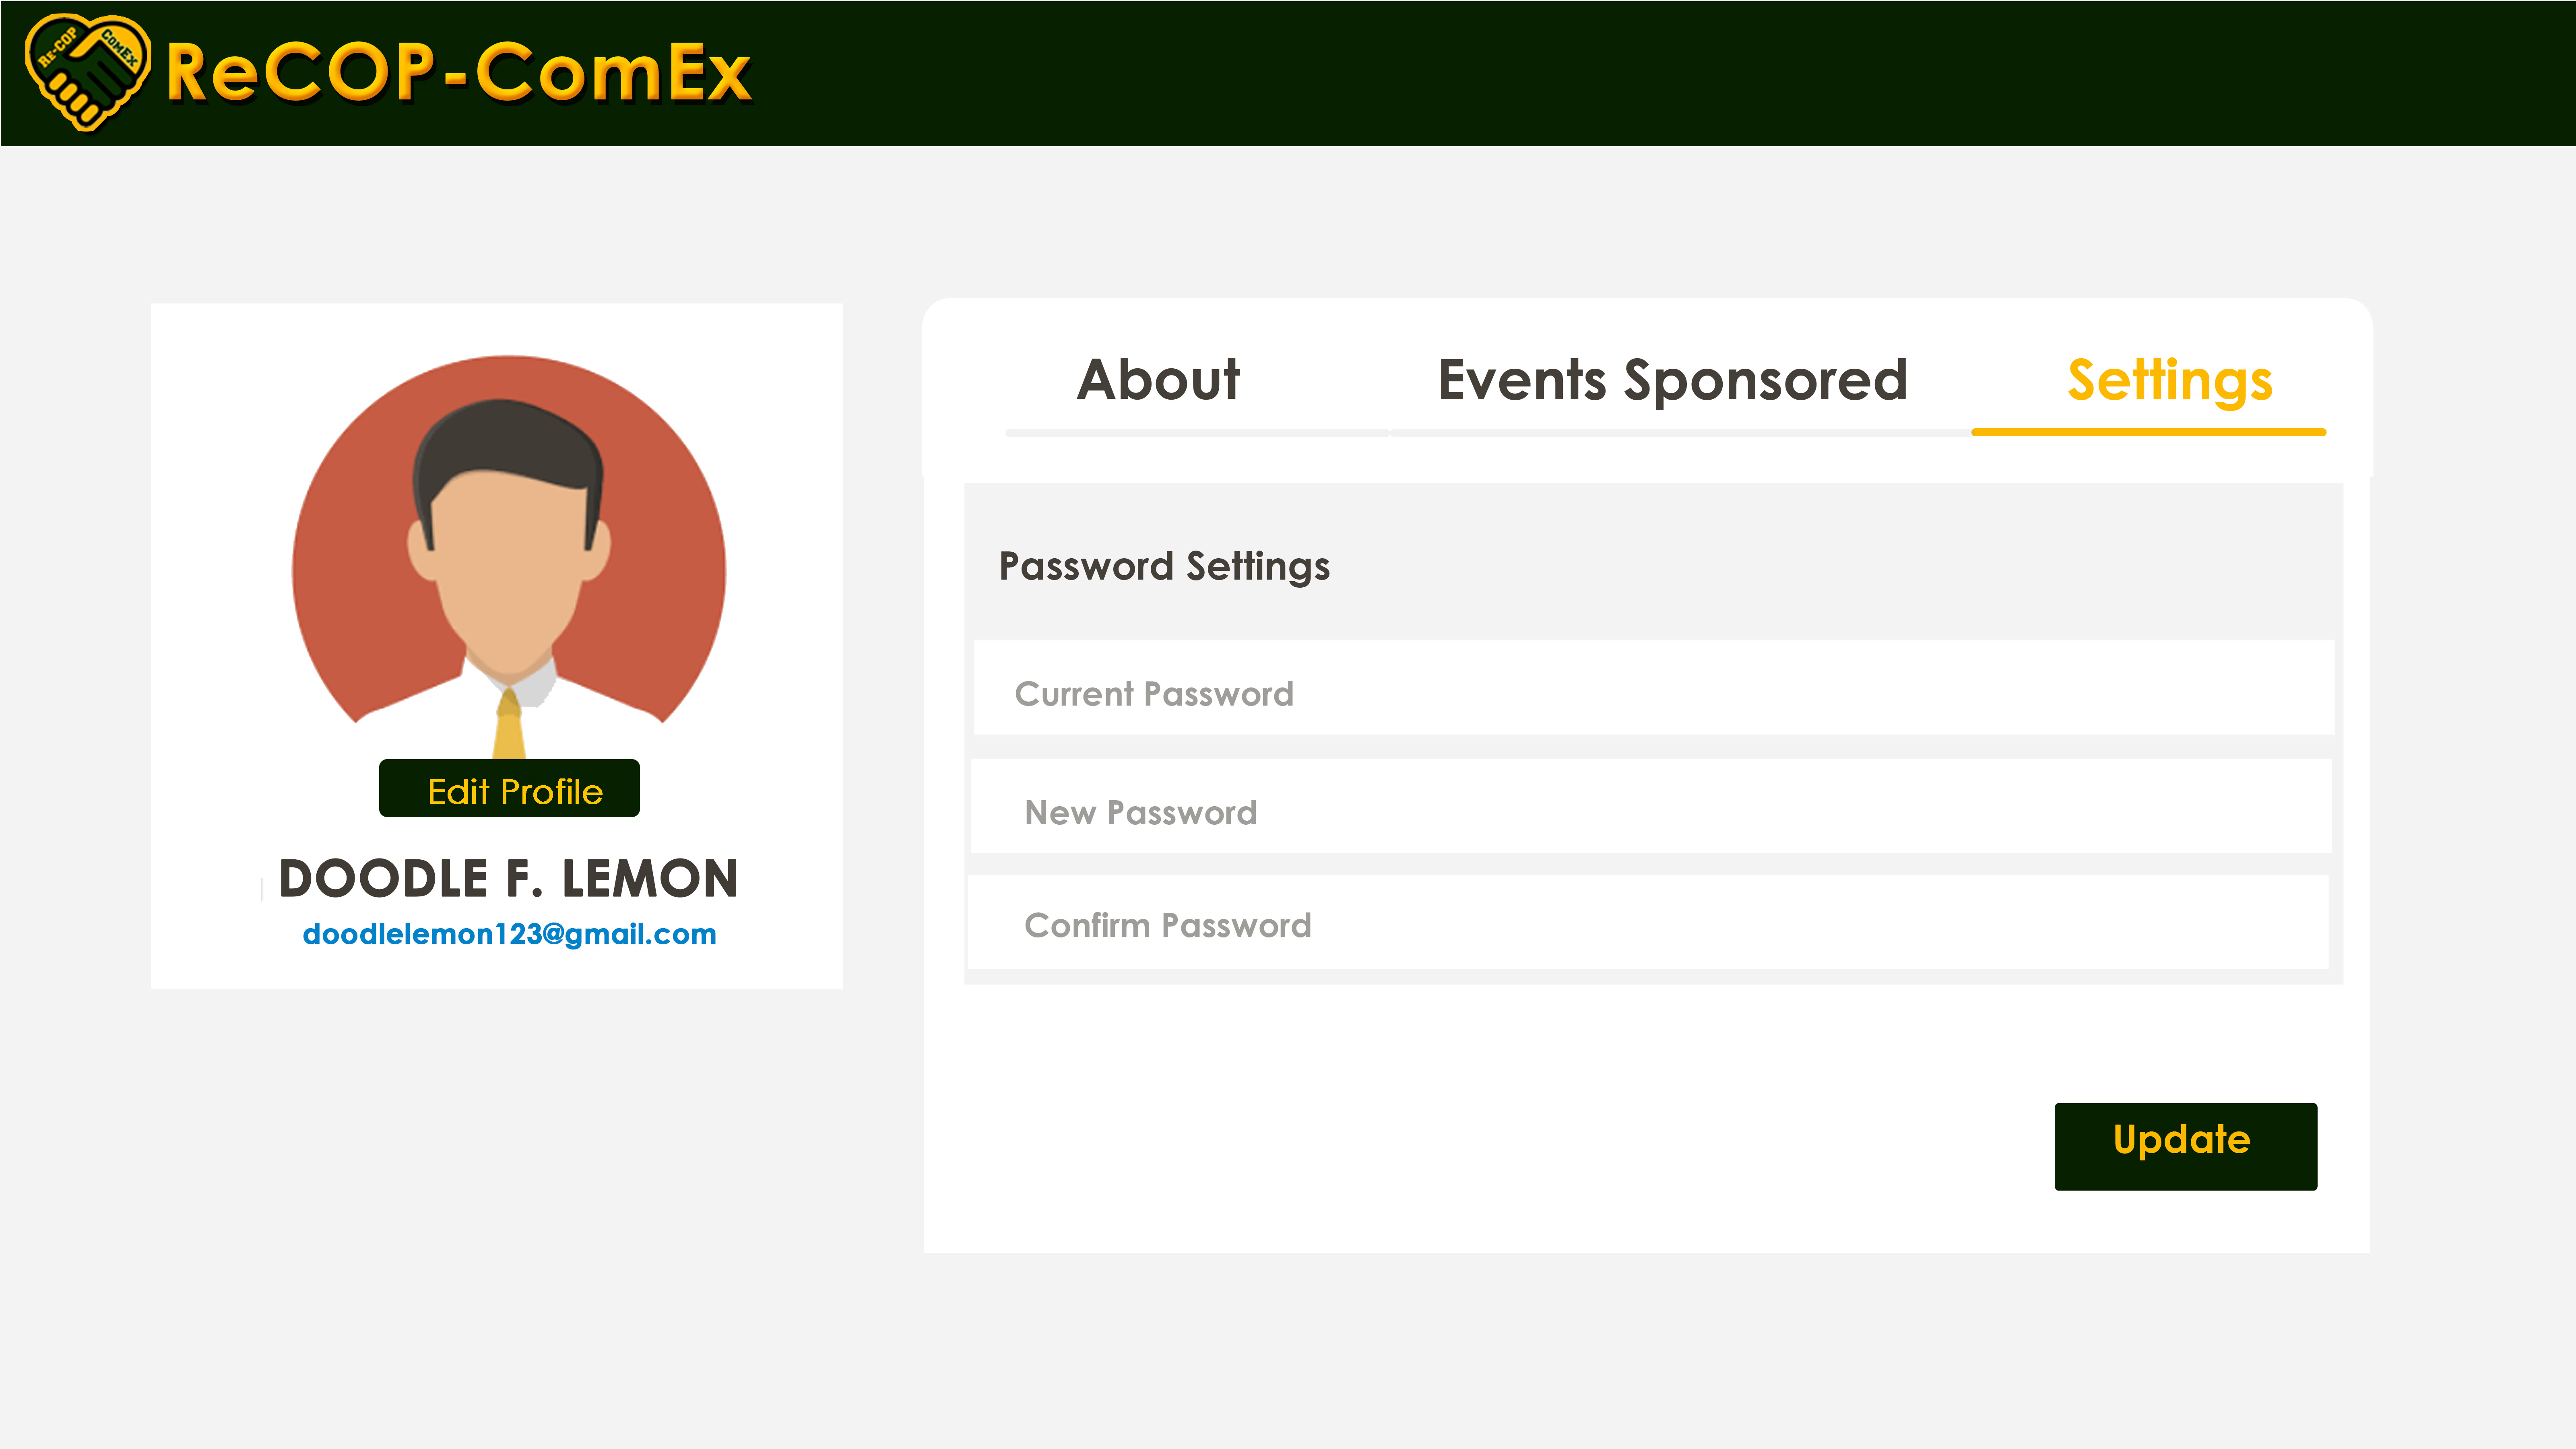 RE-COP COMEX
ReCOP-ComEx
About Events Sponsored Settings
Password Settings
Current Password
New Password
Confirm Password
Update
Edit Profile
DOODLE F. LEMON
doodlelemon123@gmail.com